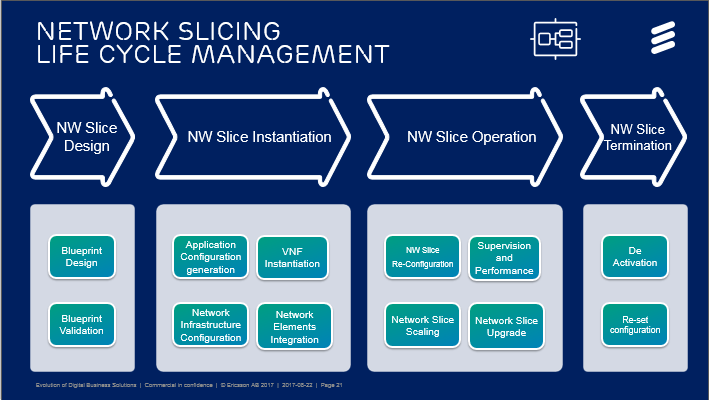 NETWORK SLICING
LIFE CYCLE MANAGEMENT
NW Slice
Design
NW Slice Instantiation
NW Slice Operation
NW Slice
Termination
Blueprint
Design
Blueprint
Validation
Application
Configuration
generation
VNF
Instantiation
Network
Infrastructure
Configuration
Network
Elements
Integration
NW Slice
Re-Configuration
Supervision
and
Performance
Network Slice
Scaling
Network Slice
Upgrade
De
Activation
Re-set
configuration
Evolution of Digital Business Solutions | Commercial in confidence | © Ericsson AB 2017 | 2017-06-22 | Page 21